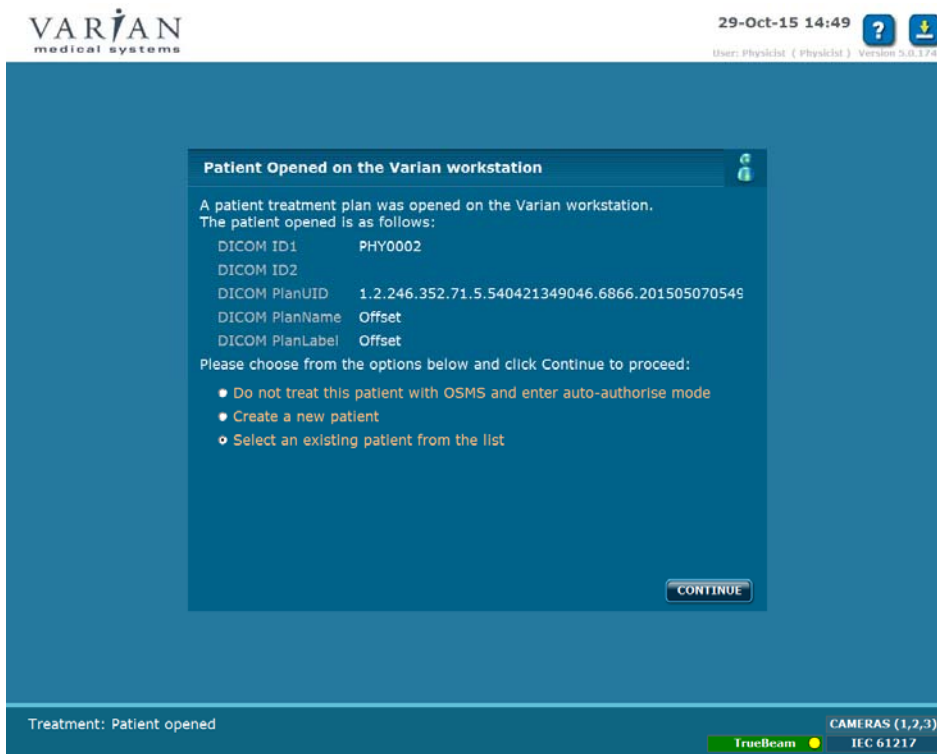 VARIAN
medical systems
29-Oct-15 14:49
?
User: Physicist ( Physicist ) Version 5.0.174
Patient Opened on the Varian workstation
A patient treatment plan was opened on the Varian workstation.
The patient opened is as follows:
DICOM ID1 PHY0002
DICOM ID2
DICOM PlanUID 1.2.246.352.71.5.540421349046.6866.201505070549
DICOM PlanName Offset
DICOM PlanLabel Offset
Please choose from the options below and click Continue to proceed:
Do not treat this patient with OSMS and enter auto-authorise mode
Create a new patient
Select an existing patient from the list
CONTINUE
Treatment: Patient opened
CAMERAS (1,2,3)
TrueBeam IEC 61217